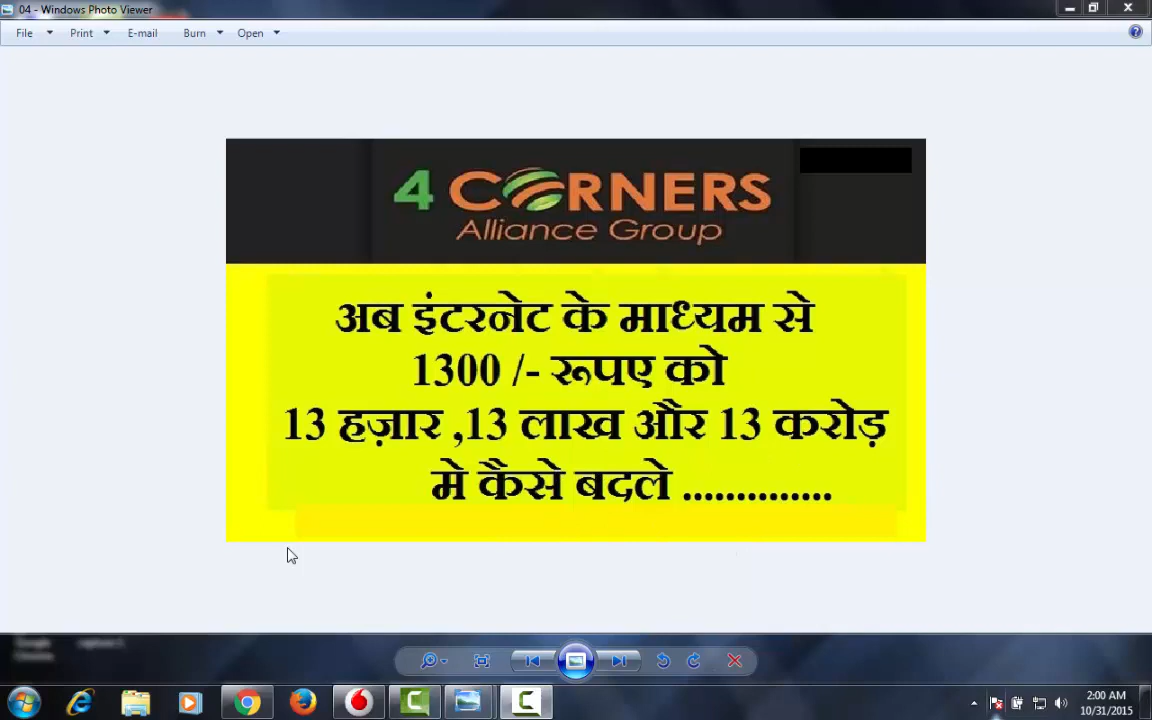 04 - Windows Photo Viewer
File Print E-mail Burn Open
4 CORNERS
Alliance Group
अब इंटरनेट के माध्यम से
1300 /- रूपए को
13 हज़ार ,13 लाख और 13 करोड़
मे कैसे बदले ..............
2:00 AM
10/31/2015